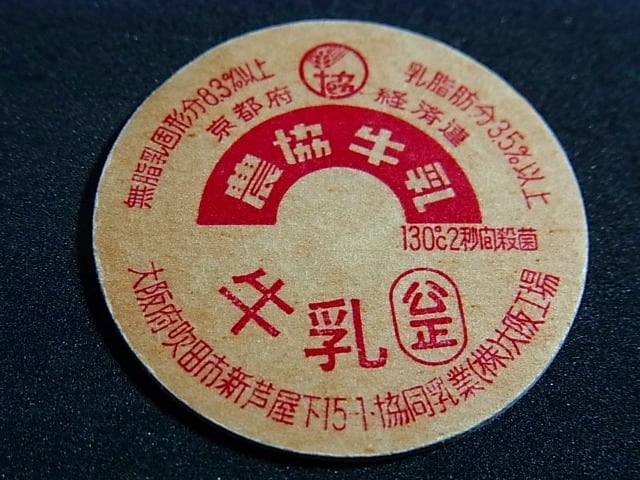 協
無脂乳固形分8.3%以上
乳脂肪分3.5%以上
京都府 経済連
農協牛乳
130℃2秒間殺菌
牛乳
公正
大阪府吹田市新芦屋下15-1・協同乳業(株)大阪工場